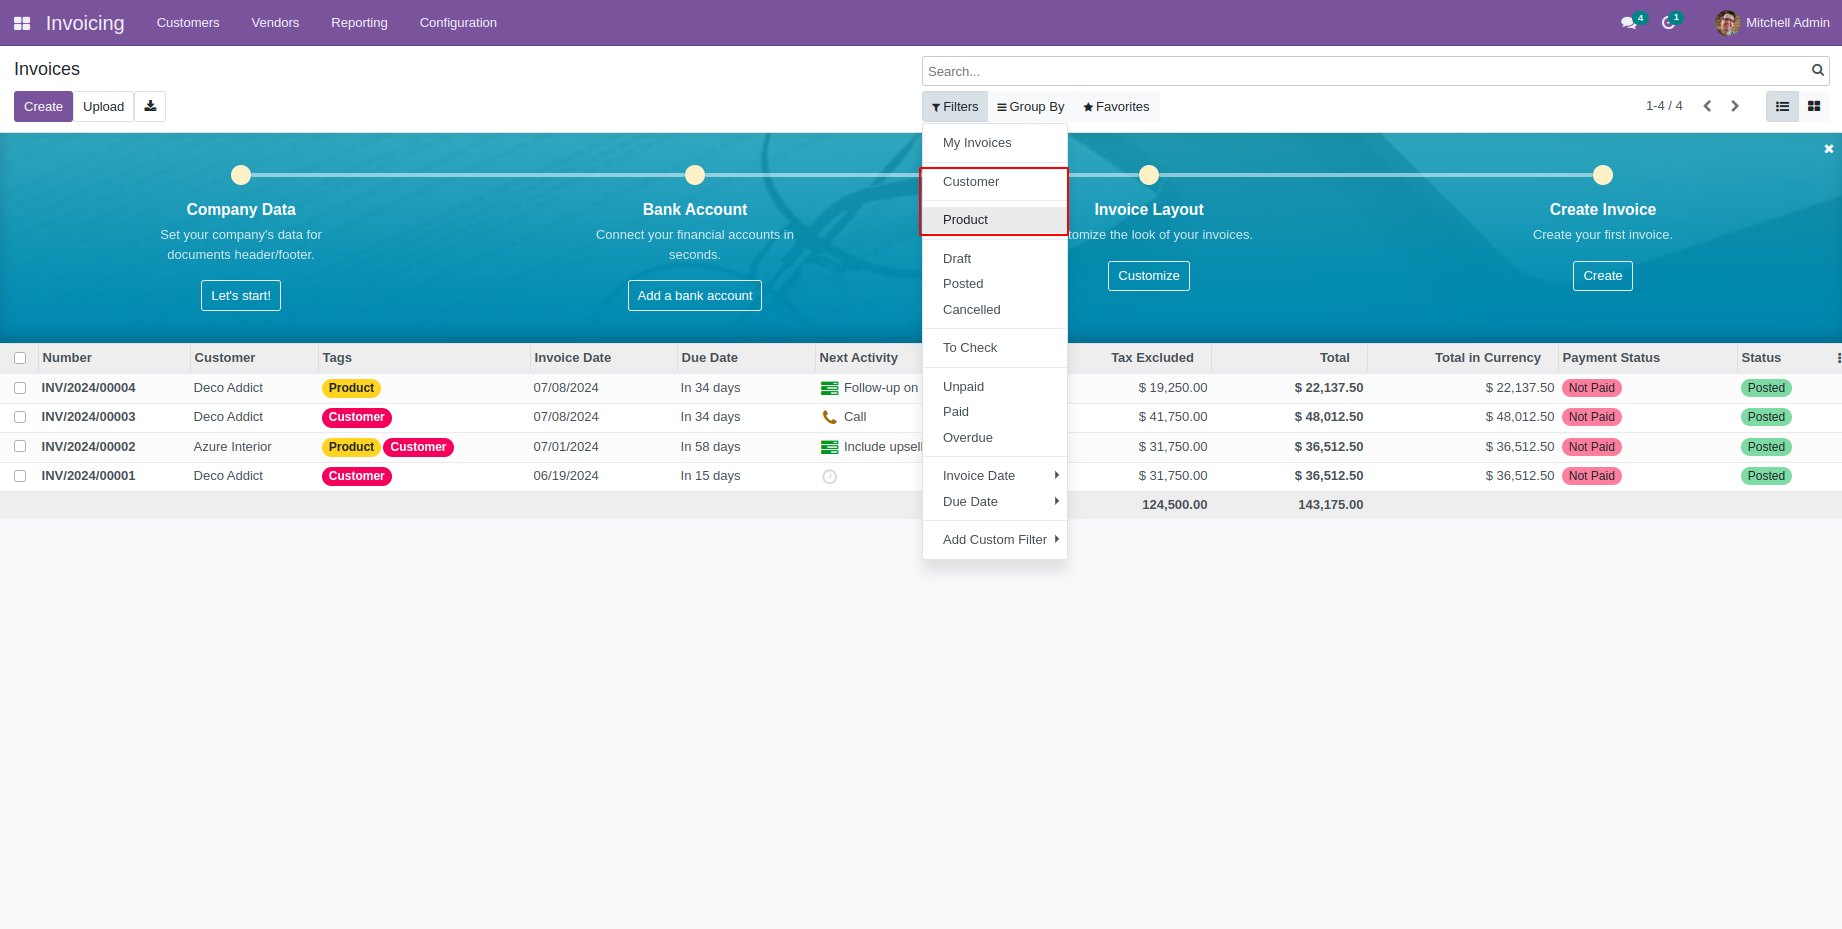 Invoicing Customers Vendors Reporting Configuration 4 1 Mitchell Admin
Invoices
Search...
Create Upload
Filters Group By Favorites
1-4 / 4
My Invoices
Customer
Product
Draft
Posted
Cancelled
To Check
Unpaid
Paid
Overdue
Invoice Date
Due Date
Add Custom Filter
Company Data
Set your company's data for
documents header/footer.
Let's start!
Bank Account
Connect your financial accounts in
seconds.
Add a bank account
Invoice Layout
tomize the look of your invoices.
Customize
Create Invoice
Create your first invoice.
Create
Number Customer Tags Invoice Date Due Date Next Activity Tax Excluded Total Total in Currency Payment Status Status
INV/2024/00004 Deco Addict Product 07/08/2024 In 34 days Follow-up on $ 19,250.00 $ 22,137.50 $ 22,137.50 Not Paid Posted
INV/2024/00003 Deco Addict Customer 07/08/2024 In 34 days Call $ 41,750.00 $ 48,012.50 $ 48,012.50 Not Paid Posted
INV/2024/00002 Azure Interior Product Customer 07/01/2024 In 58 days Include upsell $ 31,750.00 $ 36,512.50 $ 36,512.50 Not Paid Posted
INV/2024/00001 Deco Addict Customer 06/19/2024 In 15 days $ 31,750.00 $ 36,512.50 $ 36,512.50 Not Paid Posted
124,500.00 143,175.00